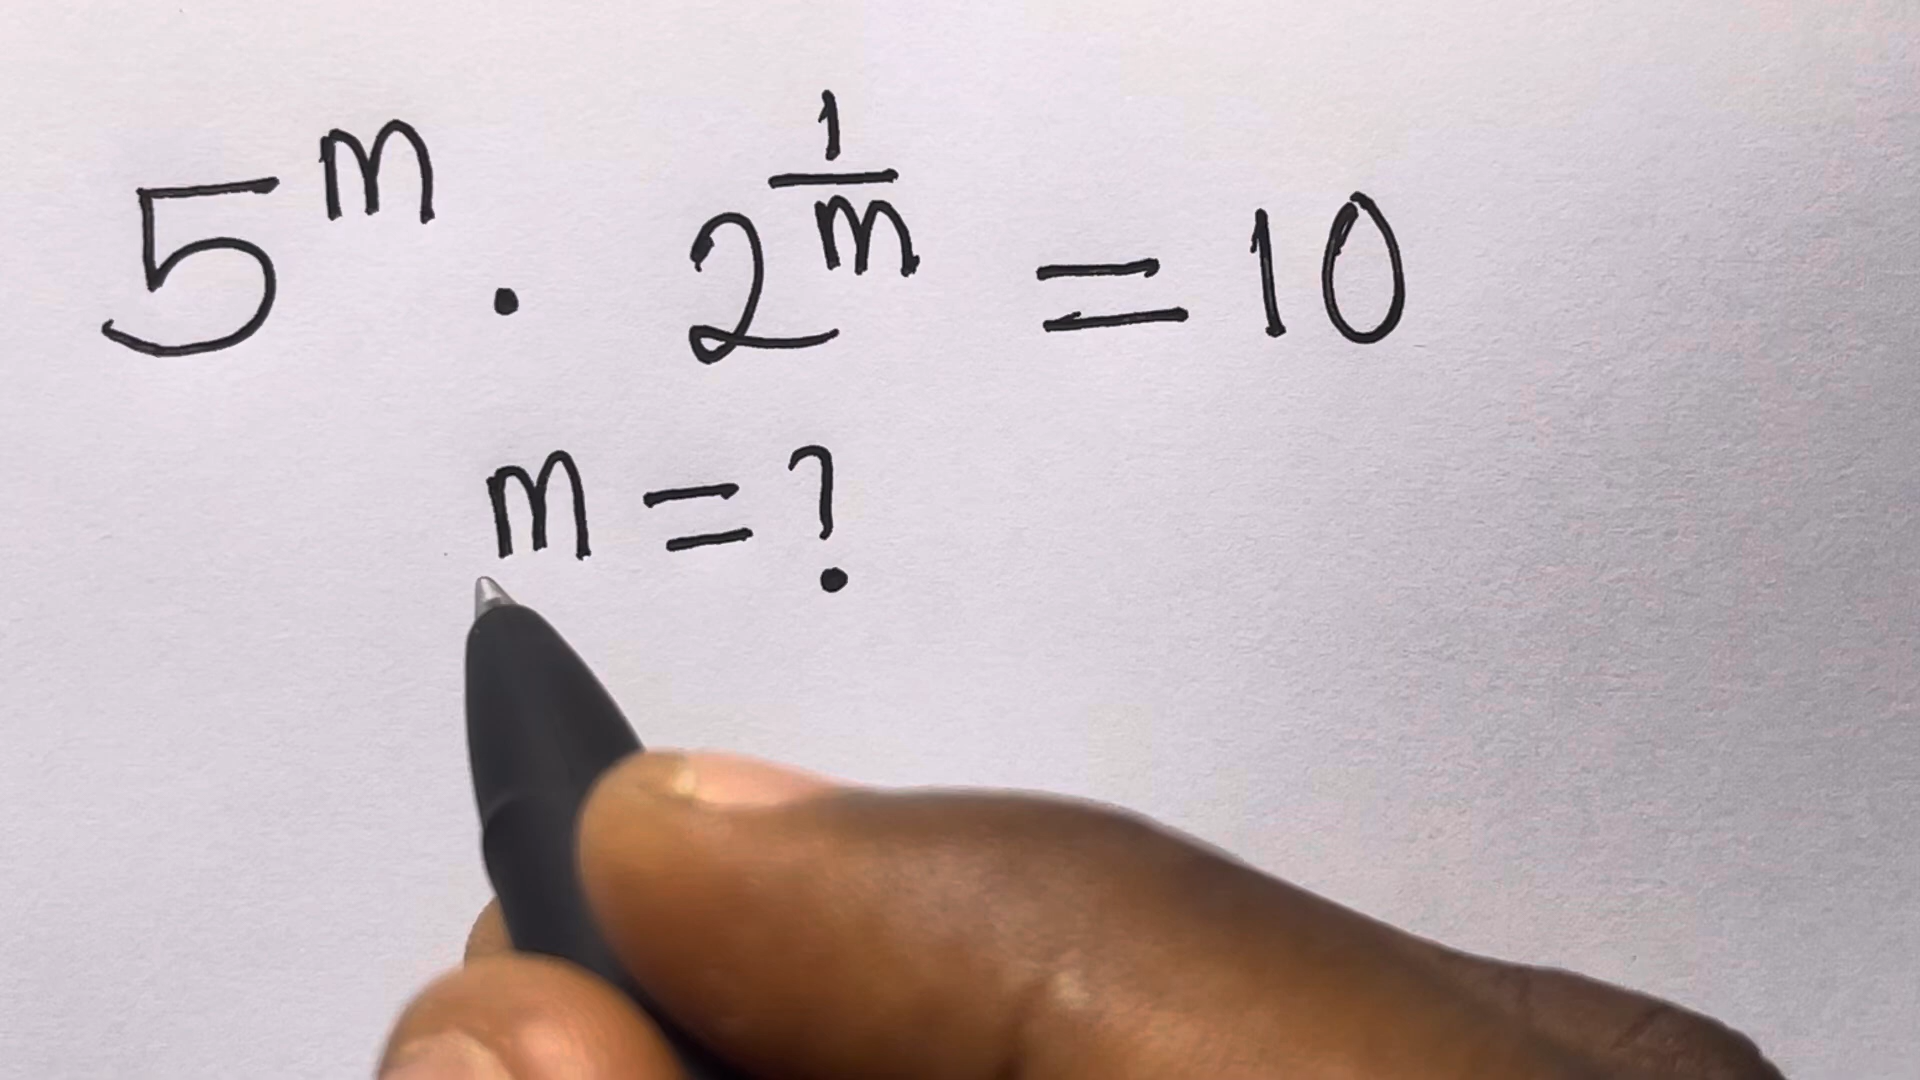 5^m · 2^(1/m) = 10
m = ?